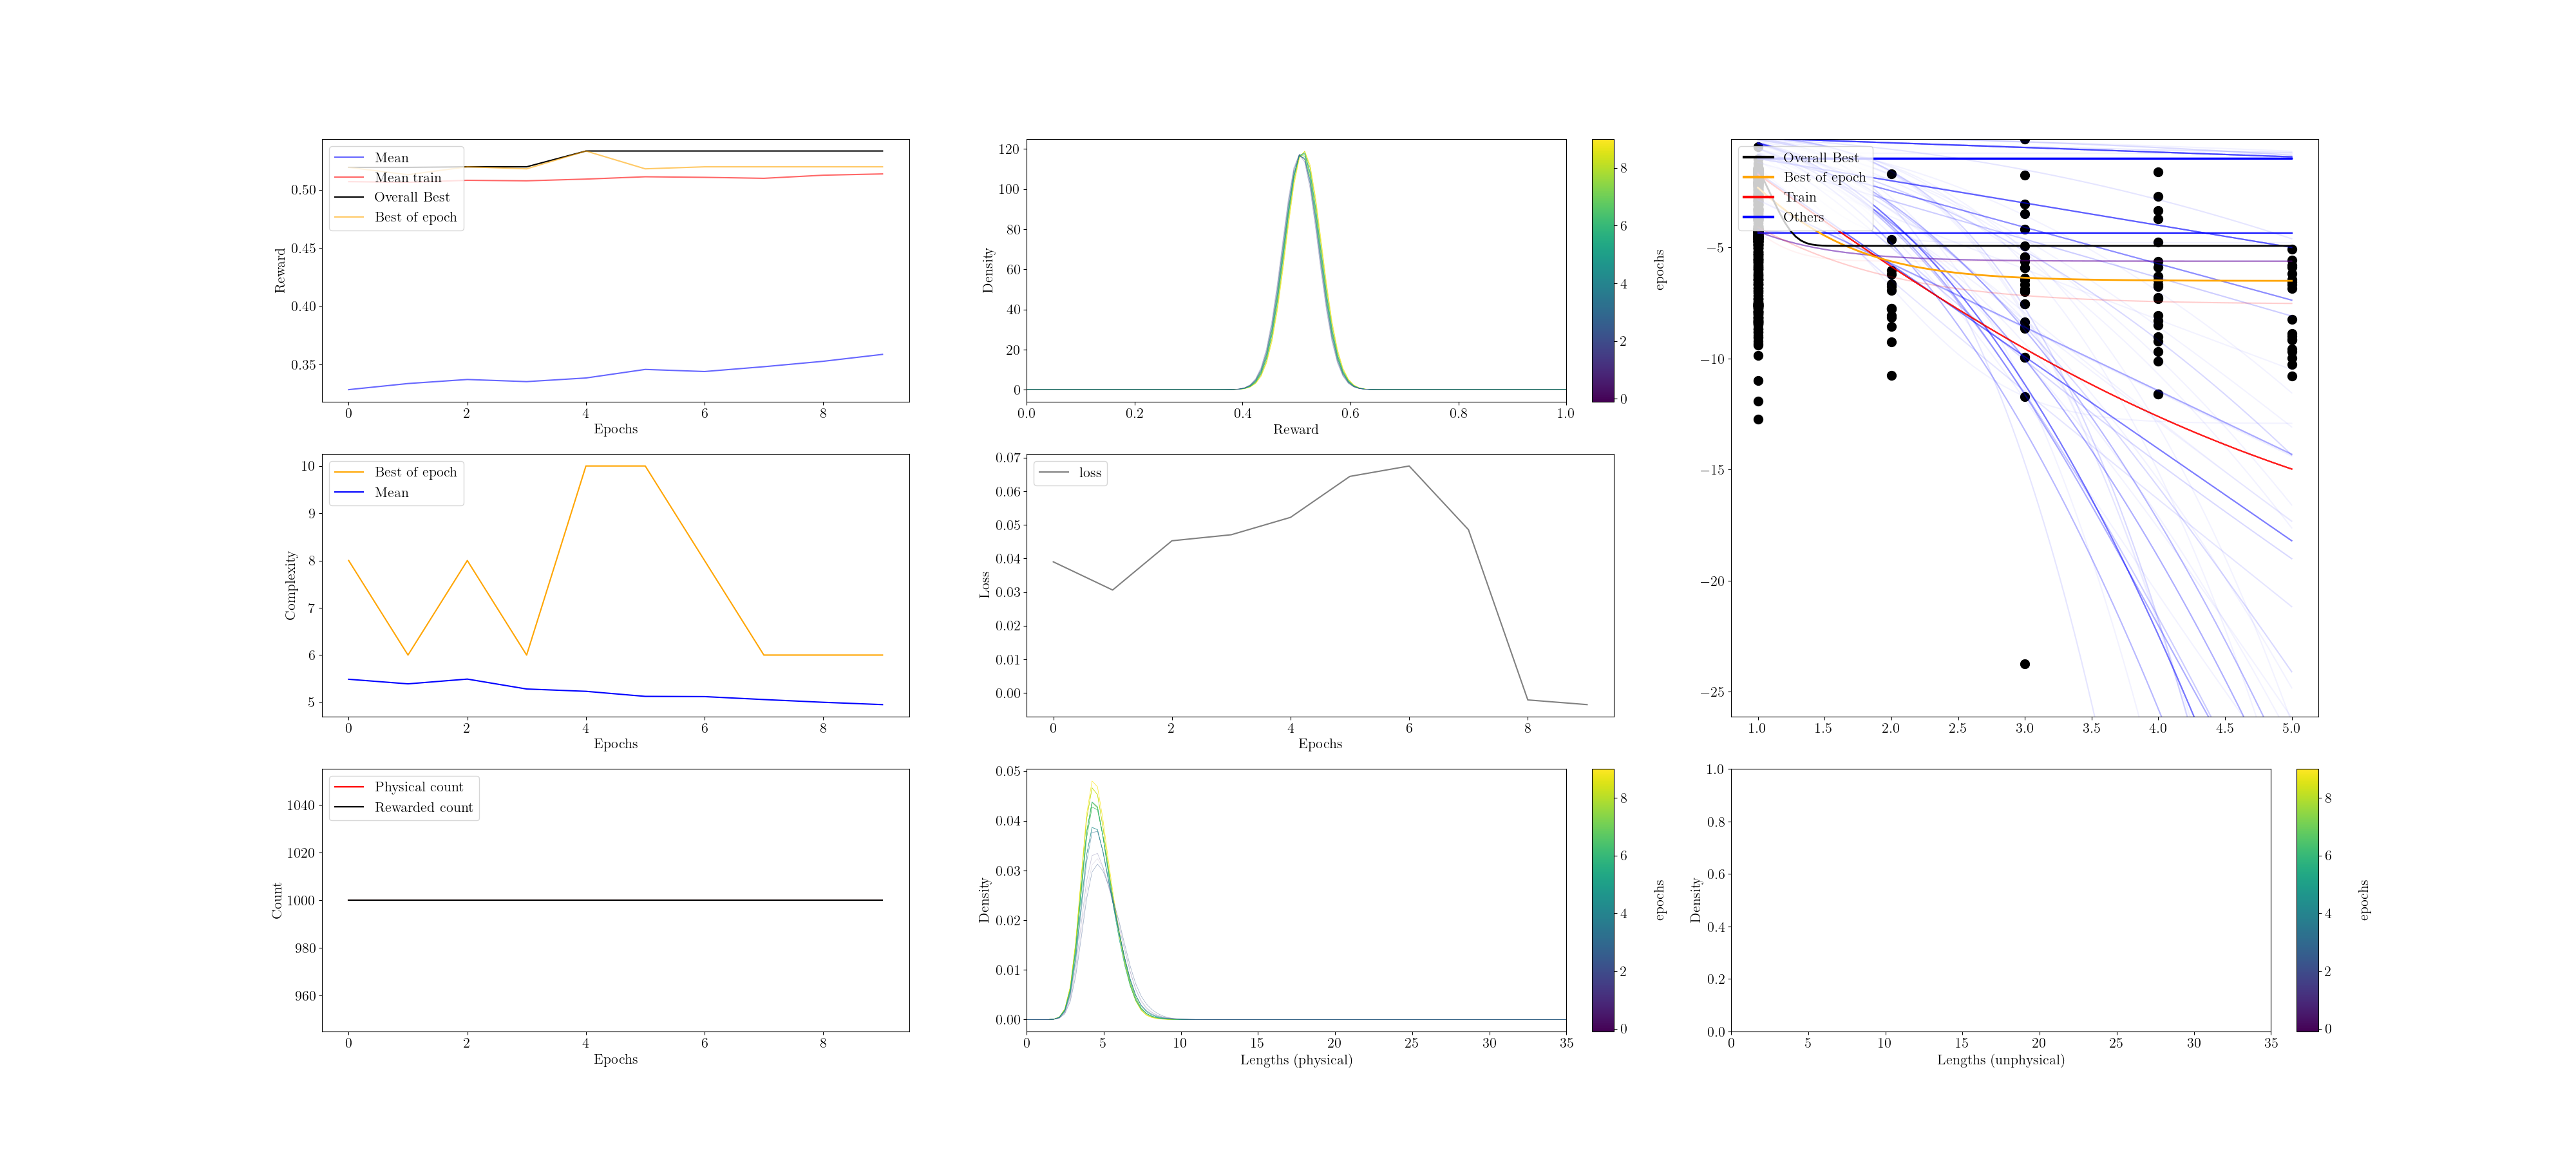 Mean
Mean train
Overall Best
Best of epoch
0.50
0.45
0.40
0.35
Reward
0 2 4 6 8
Epochs
120
100
80
60
40
20
0
Density
0.0 0.2 0.4 0.6 0.8 1.0
Reward
8
6
4
2
0
epochs
Overall Best
Best of epoch
Train
Others
−5
−10
−15
−20
−25
1.0 1.5 2.0 2.5 3.0 3.5 4.0 4.5 5.0
Best of epoch
Mean
10
9
8
7
6
5
Complexity
0 2 4 6 8
Epochs
loss
0.07
0.06
0.05
0.04
0.03
0.02
0.01
0.00
Loss
0 2 4 6 8
Epochs
Physical count
Rewarded count
1040
1020
1000
980
960
Count
0 2 4 6 8
Epochs
0.05
0.04
0.03
0.02
0.01
0.00
Density
0 5 10 15 20 25 30 35
Lengths (physical)
8
6
4
2
0
epochs
1.0
0.8
0.6
0.4
0.2
0.0
Density
0 5 10 15 20 25 30 35
Lengths (unphysical)
8
6
4
2
0
epochs